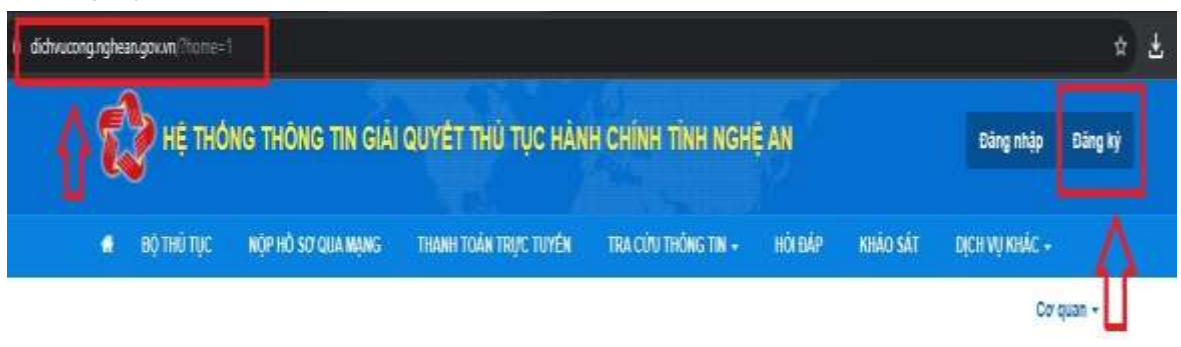 dichvucong.nghean.gov.vn/?home=1
HỆ THỐNG THÔNG TIN GIẢI QUYẾT THỦ TỤC HÀNH CHÍNH TỈNH NGHỆ AN
Đăng nhập Đăng ký
BỘ THỦ TỤC NỘP HỒ SƠ QUA MẠNG THANH TOÁN TRỰC TUYẾN TRA CỨU THÔNG TIN HỎI ĐÁP KHẢO SÁT DỊCH VỤ KHÁC
Cơ quan